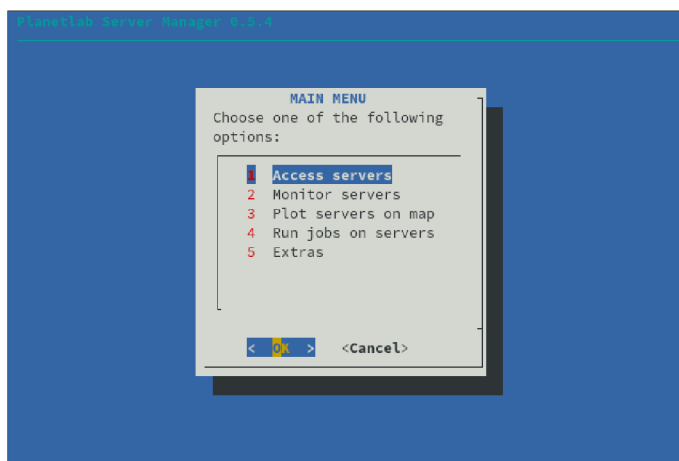 Planetlab Server Manager 6.5.4
MAIN MENU
Choose one of the following
options:
1 Access servers
2 Monitor servers
3 Plot servers on map
4 Run jobs on servers
5 Extras
< OK > <Cancel>